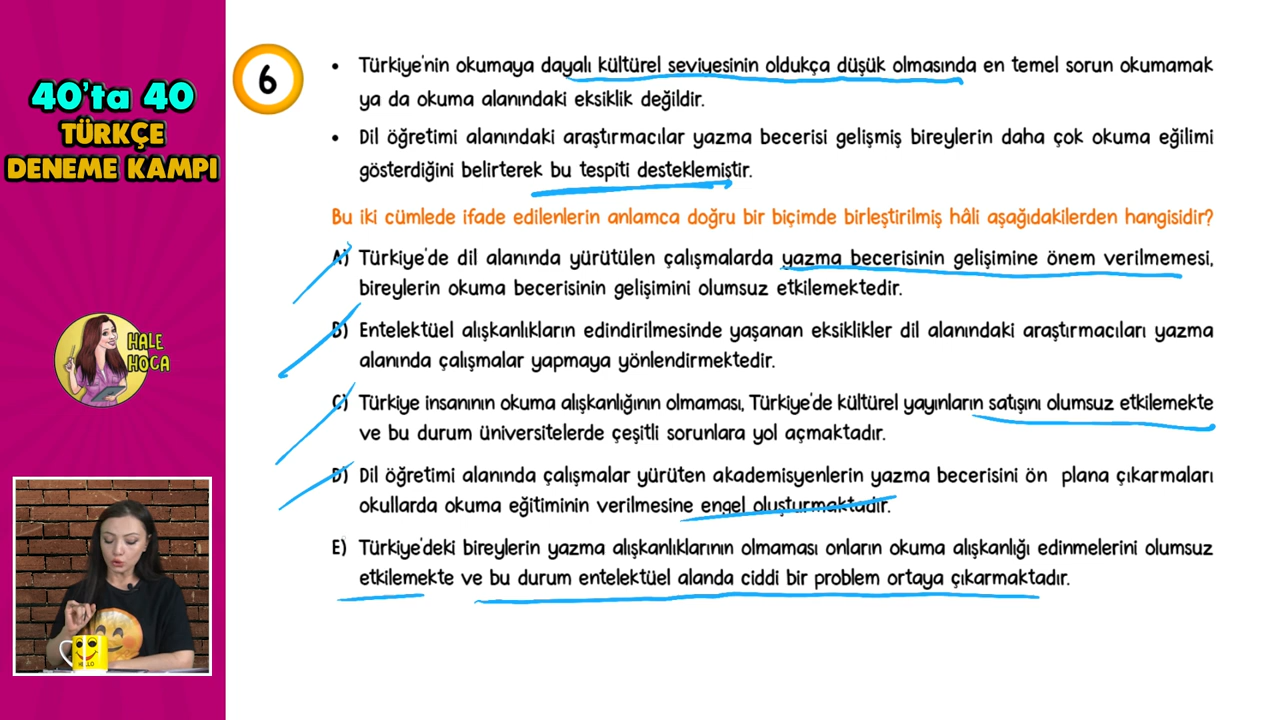 40'ta 40
TÜRKÇE
DENEME KAMPI
HALE
HOCA
HELLO
6
• Türkiye'nin okumaya dayalı kültürel seviyesinin oldukça düşük olmasında en temel sorun okumamak
ya da okuma alanındaki eksiklik değildir.
• Dil öğretimi alanındaki araştırmacılar yazma becerisi gelişmiş bireylerin daha çok okuma eğilimi
gösterdiğini belirterek bu tespiti desteklemiştir.
Bu iki cümlede ifade edilenlerin anlamca doğru bir biçimde birleştirilmiş hâli aşağıdakilerden hangisidir?
A) Türkiye'de dil alanında yürütülen çalışmalarda yazma becerisinin gelişimine önem verilmemesi,
bireylerin okuma becerisinin gelişimini olumsuz etkilemektedir.
B) Entelektüel alışkanlıkların edindirilmesinde yaşanan eksiklikler dil alanındaki araştırmacıları yazma
alanında çalışmalar yapmaya yönlendirmektedir.
C) Türkiye insanının okuma alışkanlığının olmaması, Türkiye'de kültürel yayınların satışını olumsuz etkilemekte
ve bu durum üniversitelerde çeşitli sorunlara yol açmaktadır.
D) Dil öğretimi alanında çalışmalar yürüten akademisyenlerin yazma becerisini ön plana çıkarmaları
okullarda okuma eğitiminin verilmesine engel oluşturmaktadır.
E) Türkiye'deki bireylerin yazma alışkanlıklarının olmaması onların okuma alışkanlığı edinmelerini olumsuz
etkilemekte ve bu durum entelektüel alanda ciddi bir problem ortaya çıkarmaktadır.